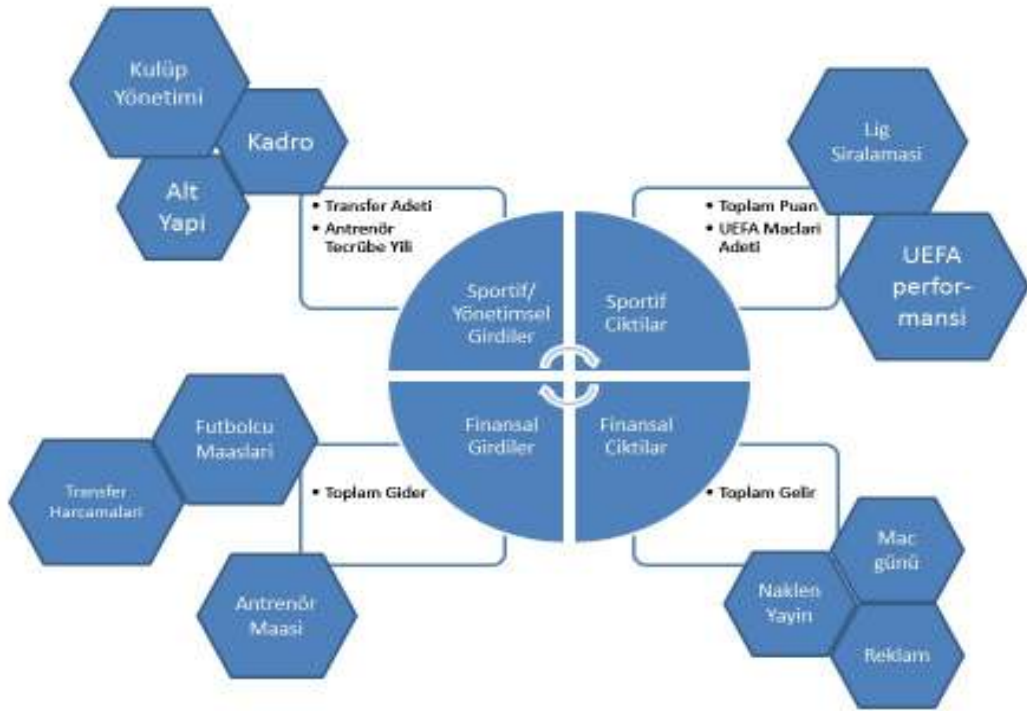 Kulüp
Yönetimi
Kadro
Alt
Yapi
• Transfer Adeti
• Antrenör
Tecrübe Yili
Sportif/
Yönetimsel
Girdiler
Sportif
Ciktilar
• Toplam Puan
• UEFA Maclari
Adeti
Lig
Siralamasi
UEFA
perfor-
mansi
Futbolcu
Maaslari
Transfer
Harcamalari
Antrenör
Maasi
• Toplam Gider
Finansal
Girdiler
Finansal
Ciktilar
• Toplam Gelir
Mac
günü
Naklen
Yayin
Reklam